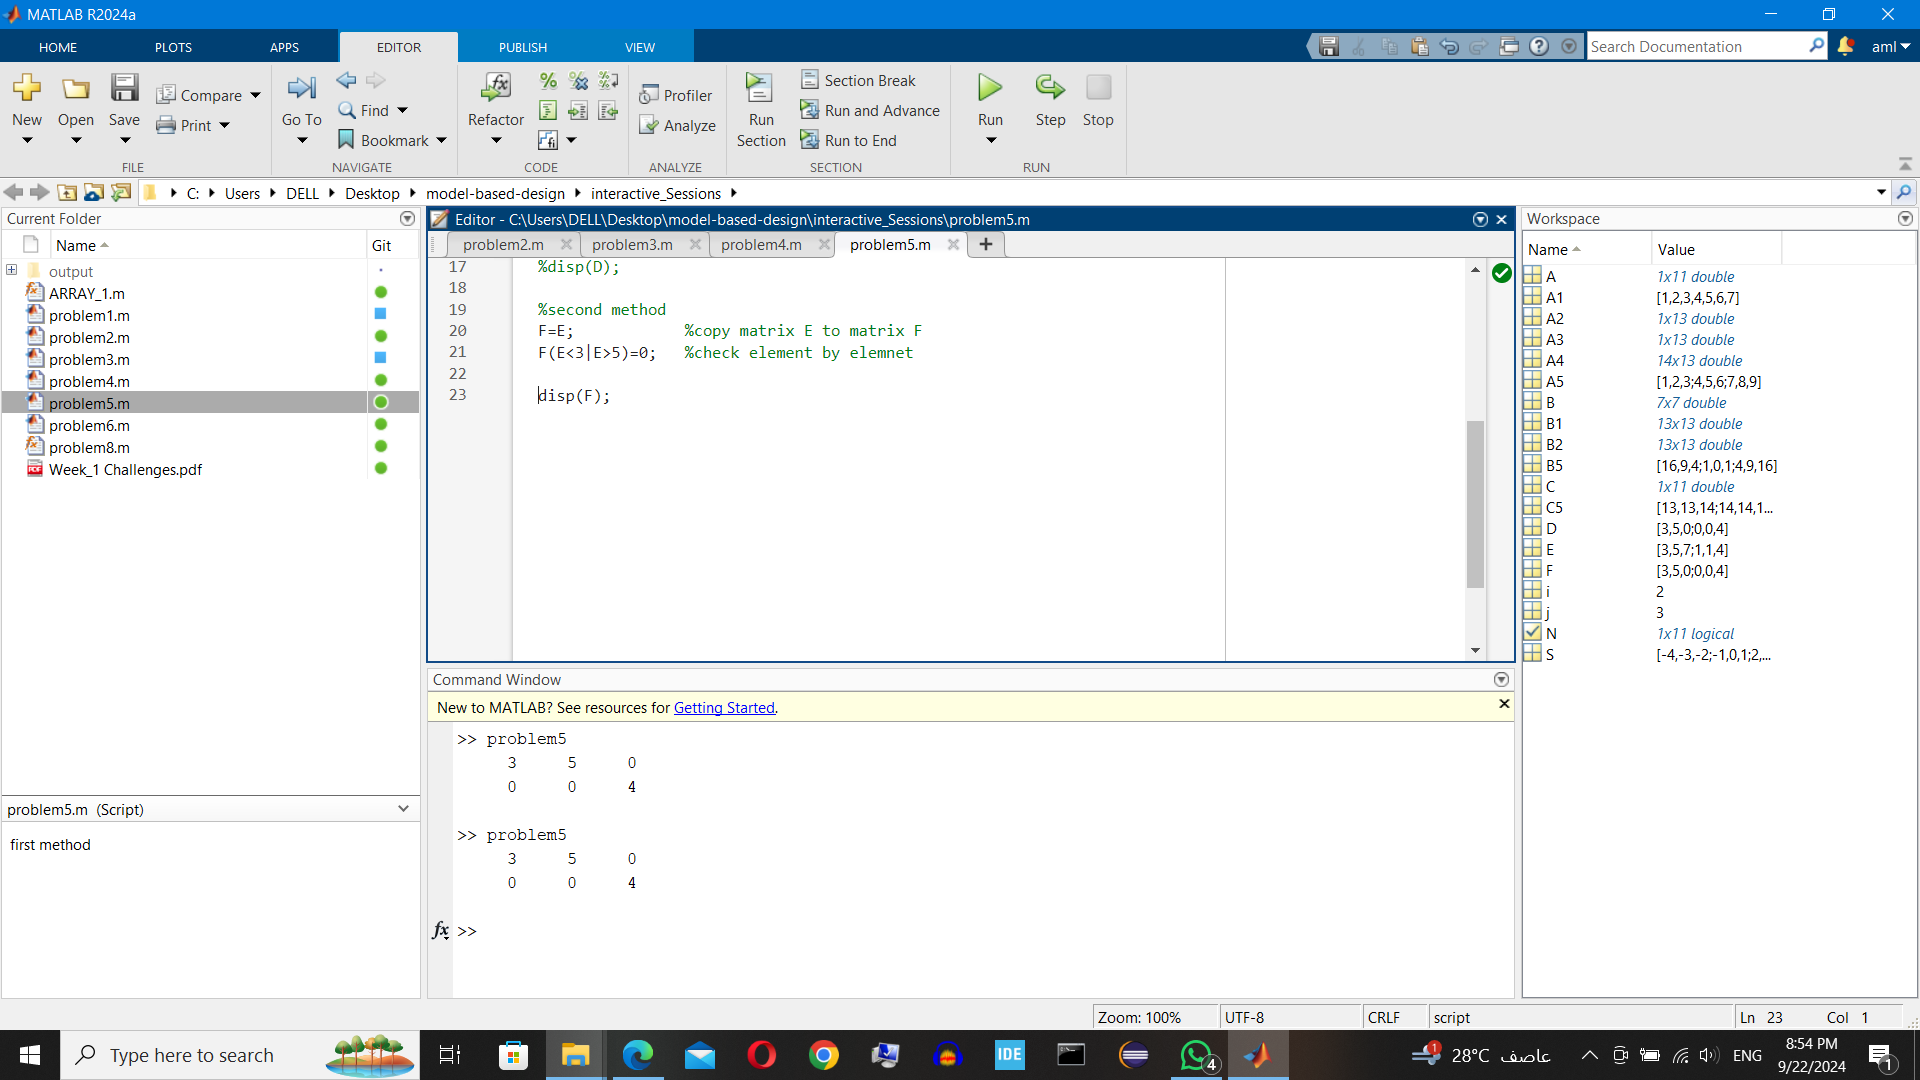 MATLAB R2024a
HOME PLOTS APPS EDITOR PUBLISH VIEW
Search Documentation
aml
New Open Save Compare Print
FILE
Go To Find Bookmark
NAVIGATE
Refactor
CODE
Profiler Analyze
ANALYZE
Run Section Section Break Run and Advance Run to End
SECTION
Run Step Stop
RUN
C: Users DELL Desktop model-based-design interactive_Sessions
Current Folder
Name Git
output
ARRAY_1.m
problem1.m
problem2.m
problem3.m
problem4.m
problem5.m
problem6.m
problem8.m
Week_1 Challenges.pdf
problem5.m (Script)
first method
Editor - C:\Users\DELL\Desktop\model-based-design\interactive_Sessions\problem5.m
problem2.m problem3.m problem4.m problem5.m
17 %disp(D);
18
19 %second method
20 F=E; %copy matrix E to matrix F
21 F(E<3|E>5)=0; %check element by elemnet
22
23 disp(F);
Command Window
New to MATLAB? See resources for Getting Started.
>> problem5
3 5 0
0 0 4
>> problem5
3 5 0
0 0 4
fx >>
Workspace
Name Value
A 1x11 double
A1 [1,2,3,4,5,6,7]
A2 1x13 double
A3 1x13 double
A4 14x13 double
A5 [1,2,3;4,5,6;7,8,9]
B 7x7 double
B1 13x13 double
B2 13x13 double
B5 [16,9,4;1,0,1;4,9,16]
C 1x11 double
C5 [13,13,14;14,14,1...
D [3,5,0;0,0,4]
E [3,5,7;1,1,4]
F [3,5,0;0,0,4]
i 2
j 3
N 1x11 logical
S [-4,-3,-2;-1,0,1;2,...
Zoom: 100% UTF-8 CRLF script Ln 23 Col 1
Type here to search
IDE
4
1
28°C عاصف
ENG
8:54 PM
9/22/2024
1